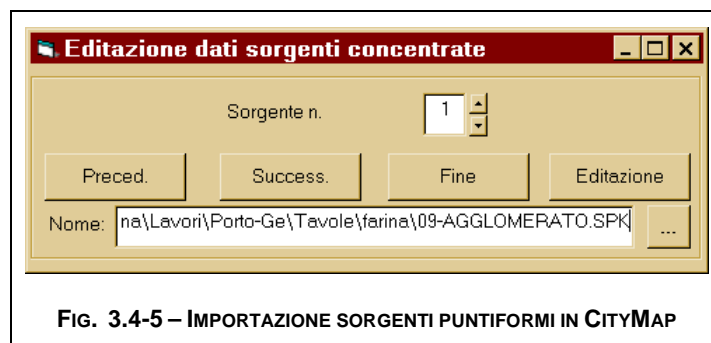 Editazione dati sorgenti concentrate
Sorgente n. 1
Preced. Success. Fine Editazione
Nome: na\Lavori\Porto-Ge\Tavole\farina\09-AGGLOMERATO.SPK ...
FIG. 3.4-5 – IMPORTAZIONE SORGENTI PUNTIFORMI IN CITYMAP